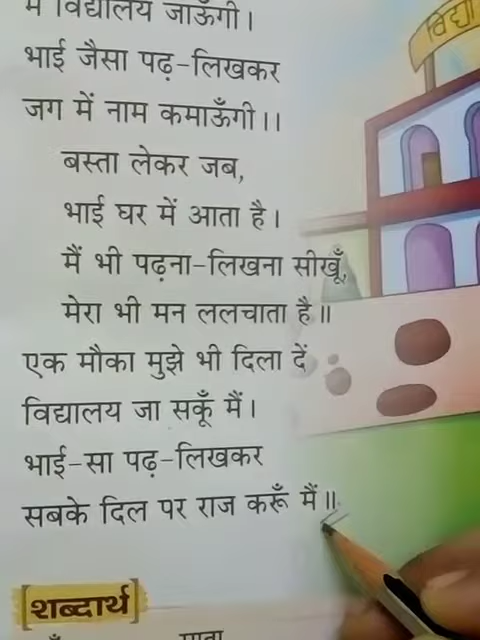 मैं विद्यालय जाऊँगी।
भाई जैसा पढ़-लिखकर
जग में नाम कमाऊँगी।।
बस्ता लेकर जब,
भाई घर में आता है।
मैं भी पढ़ना-लिखना सीखूँ,
मेरा भी मन ललचाता है॥
एक मौका मुझे भी दिला दें
विद्यालय जा सकूँ मैं।
भाई-सा पढ़-लिखकर
सबके दिल पर राज करूँ मैं॥
शब्दार्थ